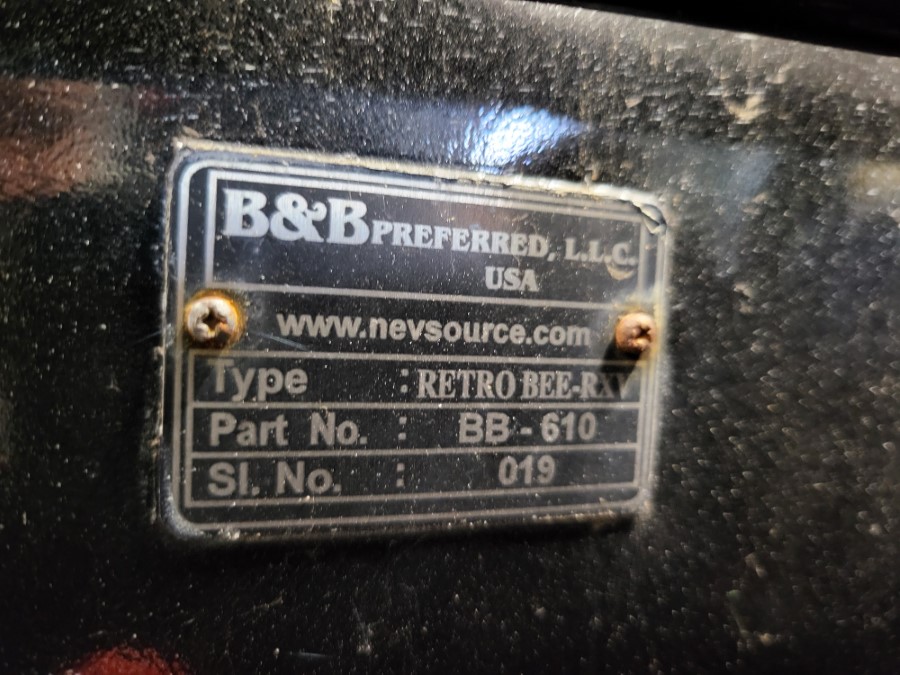 B&B PREFERRED, L.L.C.
USA
www.nevsource.com
Type : RETRO BEE-RXV
Part No. : BB - 610
Sl. No. : 019